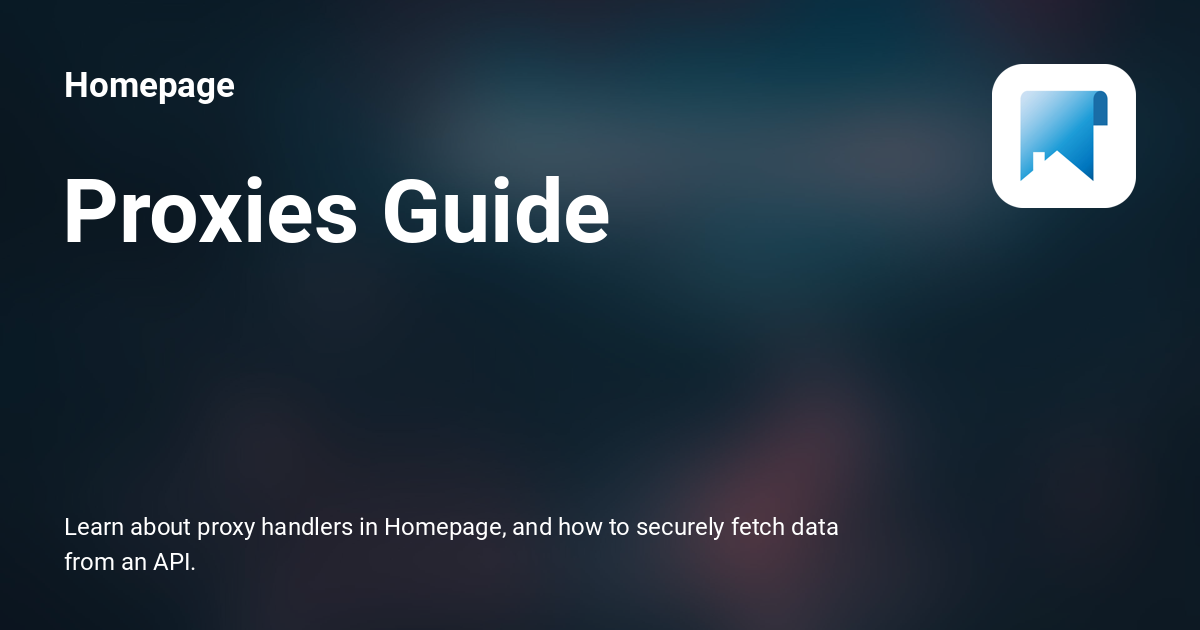 Homepage
Proxies Guide
Learn about proxy handlers in Homepage, and how to securely fetch data
from an API.